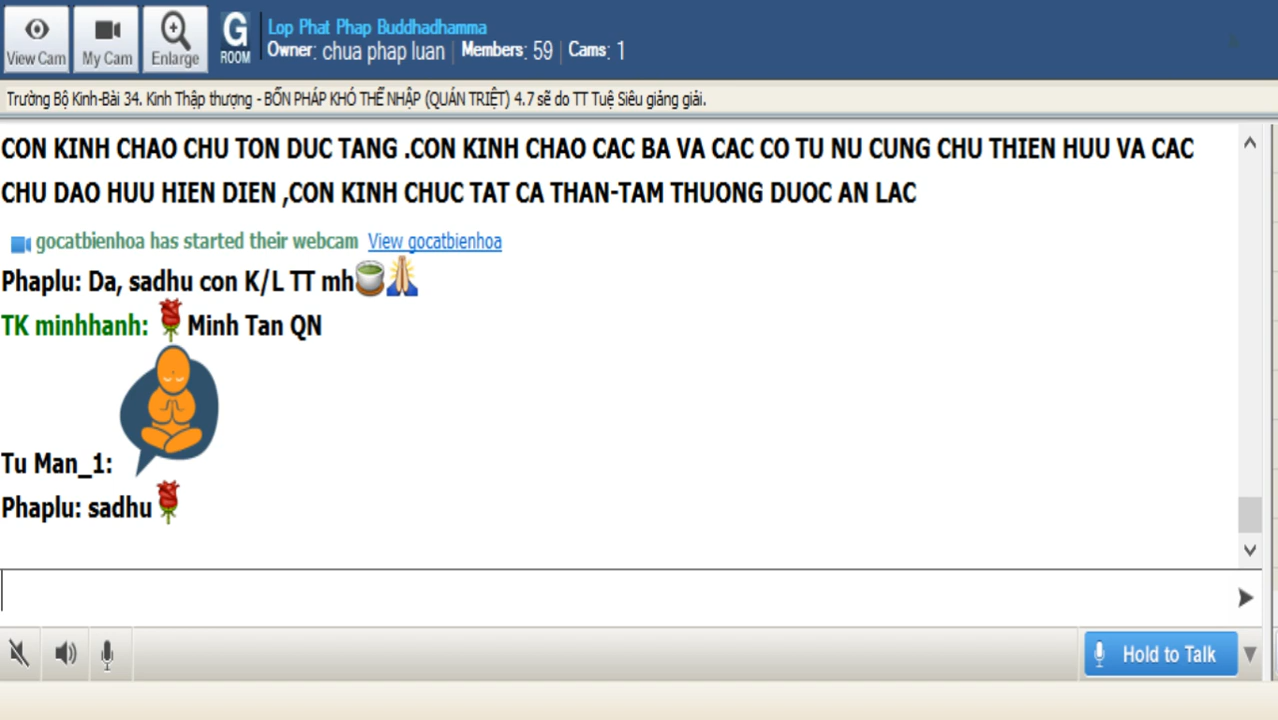 View Cam
My Cam
Enlarge
G
ROOM
Lop Phat Phap Buddhadhamma
Owner: chua phap luan | Members: 59 | Cams: 1
Trường Bộ Kinh-Bài 34. Kinh Thập thượng - BỐN PHÁP KHÓ THỂ NHẬP (QUÁN TRIỆT) 4.7 sẽ do TT Tuệ Siêu giảng giải.
CON KINH CHAO CHU TON DUC TANG .CON KINH CHAO CAC BA VA CAC CO TU NU CUNG CHU THIEN HUU VA CAC
CHU DAO HUU HIEN DIEN ,CON KINH CHUC TAT CA THAN-TAM THUONG DUOC AN LAC
gocatbienhoa has started their webcam View gocatbienhoa
Phaplu: Da, sadhu con K/L TT mh🍵🙏
TK minhhanh: 🌹Minh Tan QN
Tu Man_1:
Phaplu: sadhu🌹
Hold to Talk